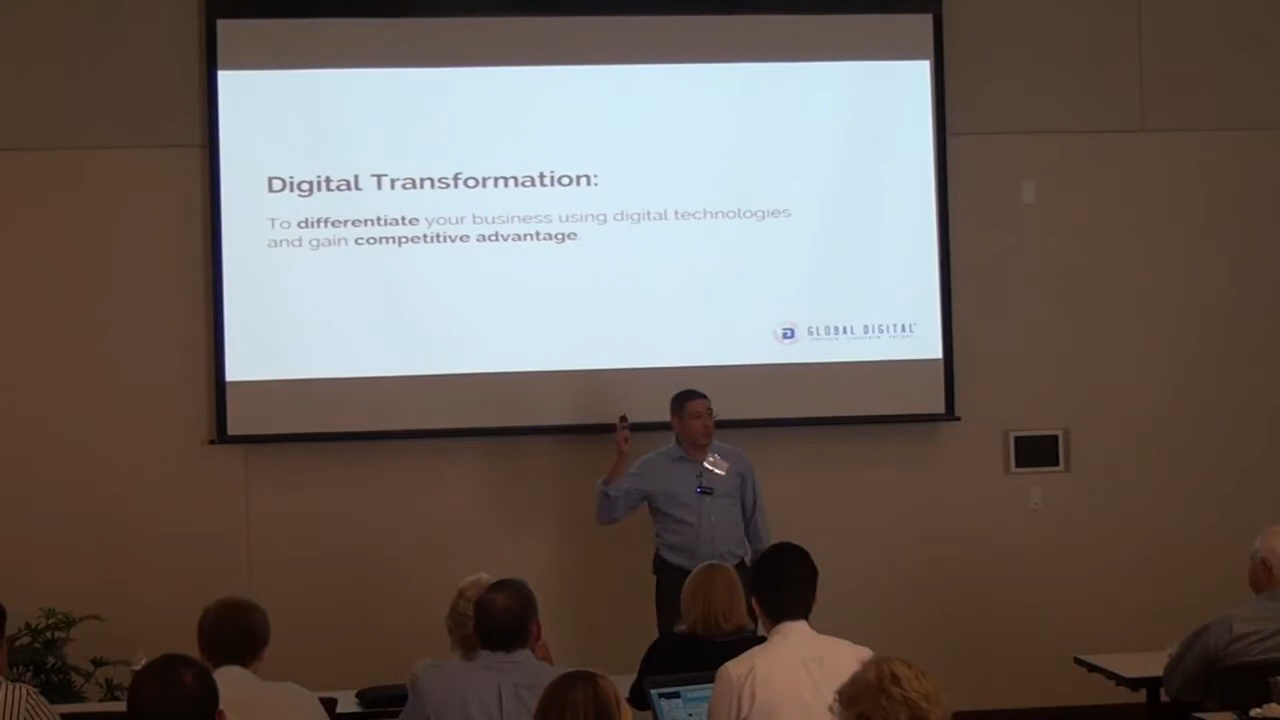 Digital Transformation:
To differentiate your business using digital technologies
and gain competitive advantage.
GLOBAL DIGITAL